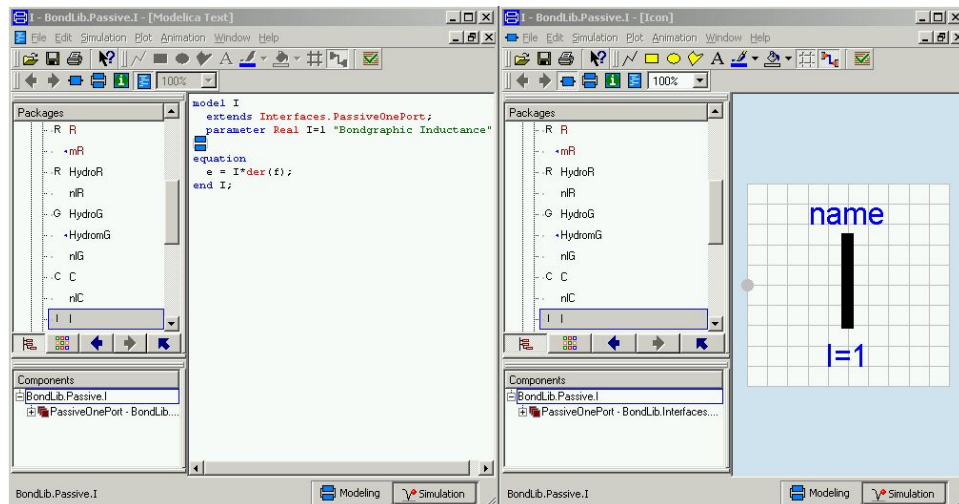 I - BondLib.Passive.I - [Modelica Text]
File Edit Simulation Plot Animation Window Help
100%
Packages
R R
mR
R HydroR
nlR
G HydroG
HydromG
nlG
C C
nlC
I I
Components
BondLib.Passive.I
PassiveOnePort - BondLib....
model I
extends Interfaces.PassiveOnePort;
parameter Real I=1 "Bondgraphic Inductance"
equation
e = I*der(f);
end I;
BondLib.Passive.I
Modeling
Simulation
I - BondLib.Passive.I - [Icon]
File Edit Simulation Plot Animation Window Help
100%
Packages
R R
mR
R HydroR
nlR
G HydroG
HydromG
nlG
C C
nlC
I I
Components
BondLib.Passive.I
PassiveOnePort - BondLib.Interfaces....
name
I
I=1
BondLib.Passive.I
Modeling
Simulation